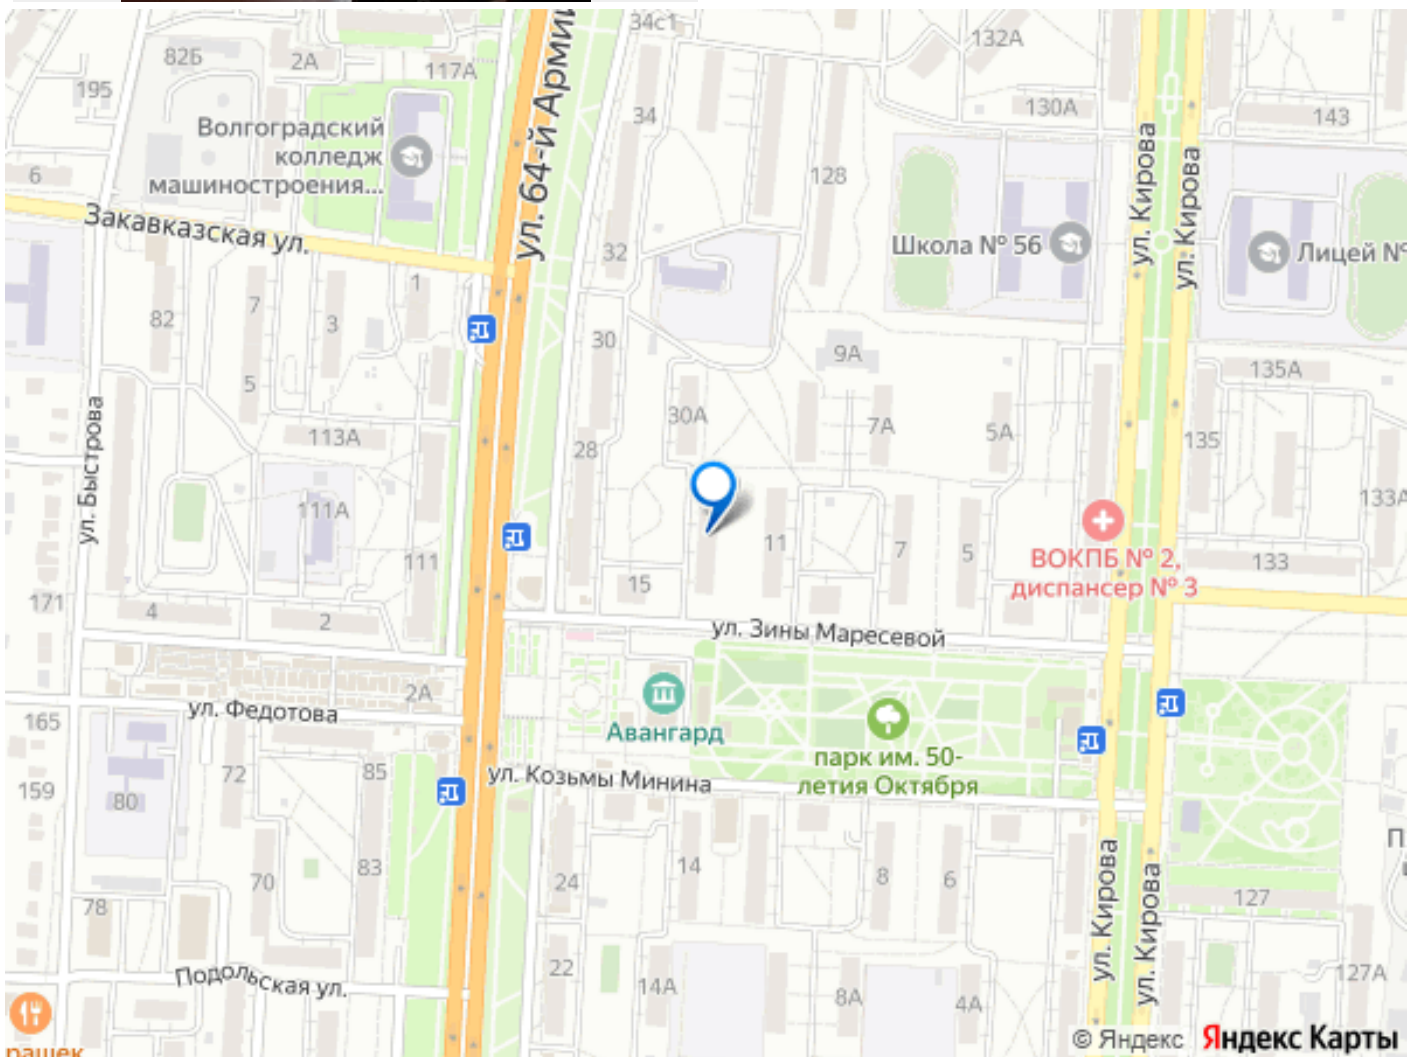 34с1
132А
82Б
2А
117А
195
130А
143
34
Волгоградский
колледж
машиностроения...
ул. 64-й Армии
ул. Кирова
ул. Кирова
6
128
Закавказская ул.
Школа № 56
Лицей №
32
1
7
3
82
30
9А
135А
5
30А
7А
5А
113А
28
135
ул. Быстрова
133А
111А
11
7
5
ВОКПБ № 2,
диспансер № 3
133
111
15
171
4
2
ул. Зины Маресевой
2А
165
ул. Федотова
Авангард
парк им. 50-
летия Октября
72
85
ул. Козьмы Минина
159
80
83
70
14
8
6
24
127
78
ул. Кирова
ул. Кирова
Подольская ул.
22
14А
8А
4А
127А
рашек
© Яндекс Яндекс Карты